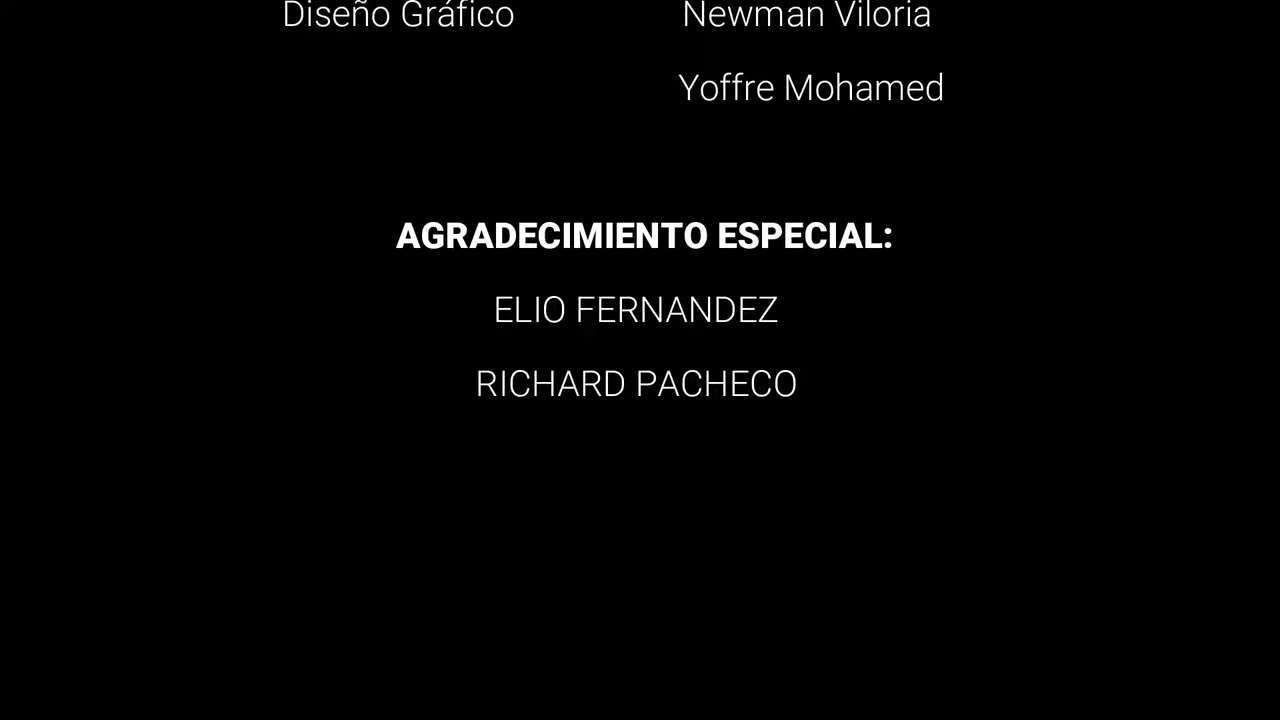 Diseño Gráfico Newman Viloria
Yoffre Mohamed
AGRADECIMIENTO ESPECIAL:
ELIO FERNANDEZ
RICHARD PACHECO